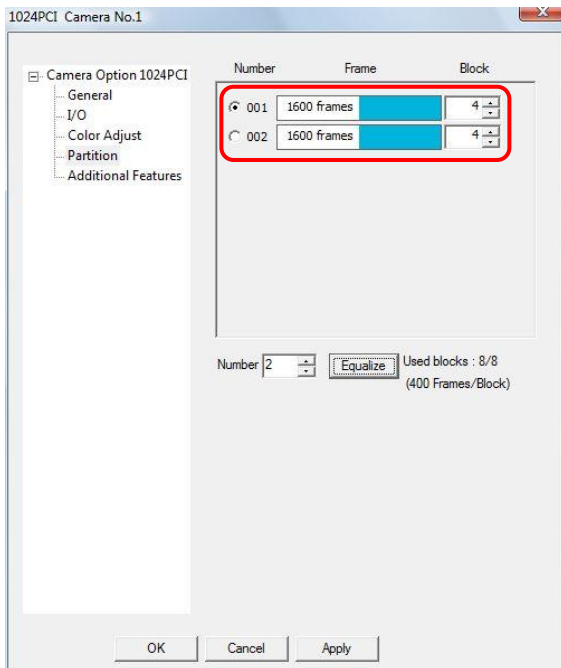 1024PCI Camera No.1
Camera Option 1024PCI
General
I/O
Color Adjust
Partition
Additional Features
Number Frame Block
001 1600 frames 4
002 1600 frames 4
Number 2 Equalize Used blocks : 8/8
(400 Frames/Block)
OK Cancel Apply